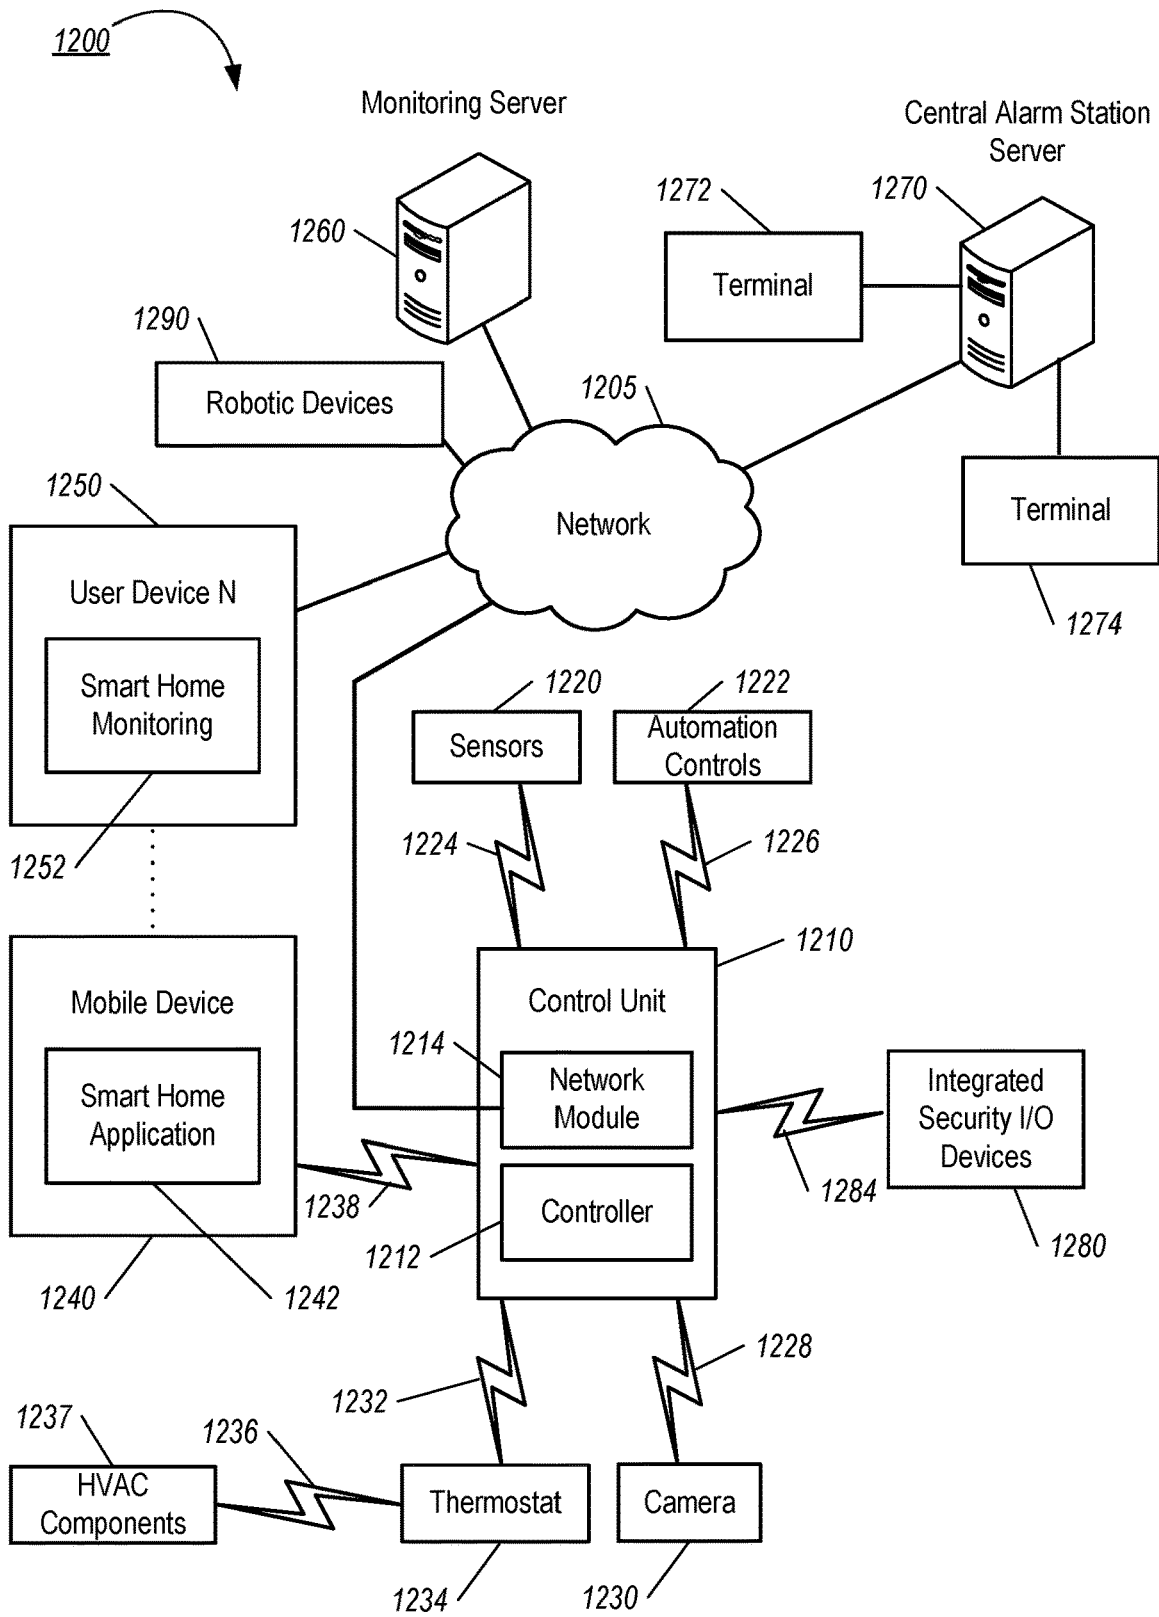 1200
Monitoring Server
Central Alarm Station
Server
1272
1270
1260
Terminal
1290
Robotic Devices
1205
1250
Network
Terminal
User Device N
1274
Smart Home
Monitoring
1220
1222
Sensors
Automation
Controls
1252
1224
1226
1210
Mobile Device
Control Unit
1214
Smart Home
Application
Network
Module
Integrated
Security I/O
Devices
1238
1284
Controller
1212
1280
1240
1242
1228
1232
1237
1236
HVAC
Components
Thermostat
Camera
1234
1230